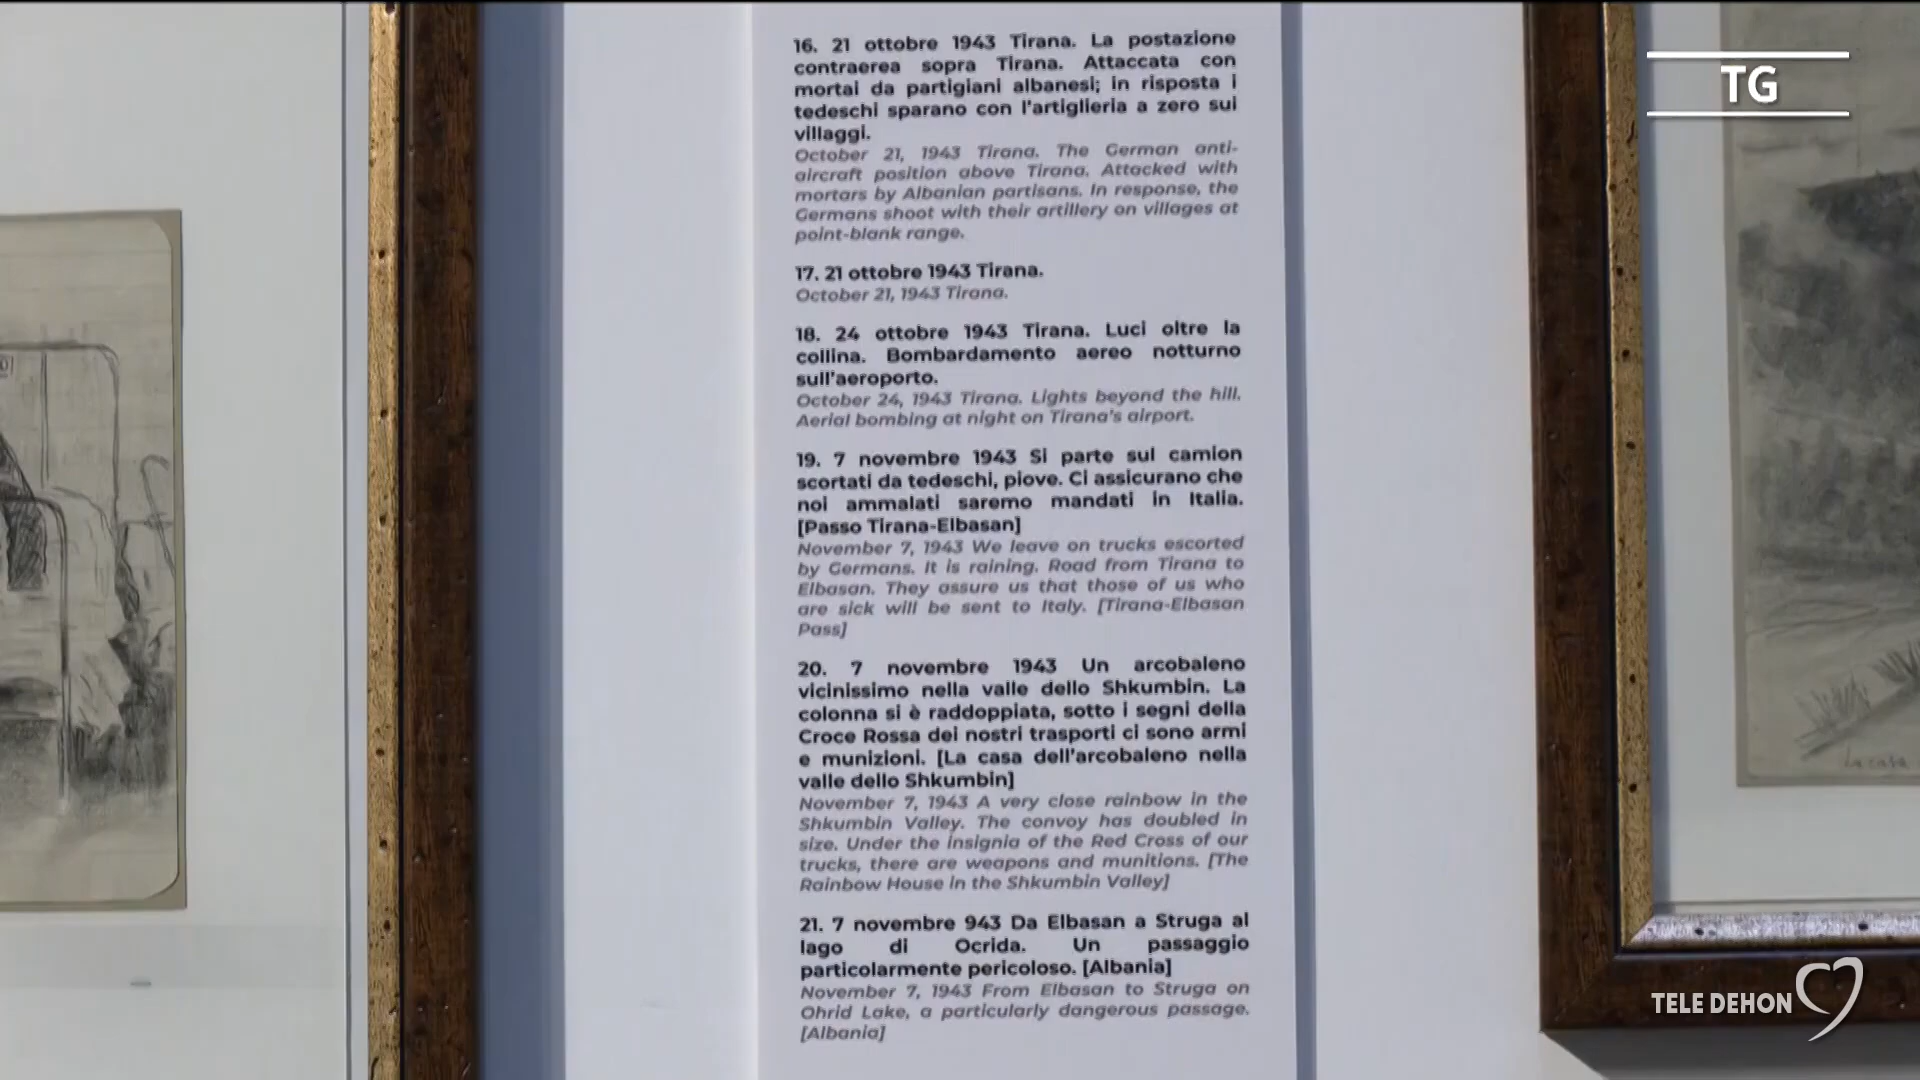 16. 21 ottobre 1943 Tirana. La postazione
contraerea sopra Tirana. Attaccata con
mortai da partigiani albanesi; in risposta i
tedeschi sparano con l'artiglieria a zero sui
villaggi.
October 21, 1943 Tirana. The German anti-
aircraft position above Tirana. Attacked with
mortars by Albanian partisans. In response, the
Germans shoot with their artillery on villages at
point-blank range.
17. 21 ottobre 1943 Tirana.
October 21, 1943 Tirana.
18. 24 ottobre 1943 Tirana. Luci oltre la
collina. Bombardamento aereo notturno
sull'aeroporto.
October 24, 1943 Tirana. Lights beyond the hill.
Aerial bombing at night on Tirana's airport.
19. 7 novembre 1943 Si parte sul camion
scortati da tedeschi, piove. Ci assicurano che
noi ammalati saremo mandati in Italia.
[Passo Tirana-Elbasan]
November 7, 1943 We leave on trucks escorted
by Germans. It is raining. Road from Tirana to
Elbasan. They assure us that those of us who
are sick will be sent to Italy. [Tirana-Elbasan
Pass]
20. 7 novembre 1943 Un arcobaleno
vicinissimo nella valle dello Shkumbin. La
colonna si è raddoppiata, sotto i segni della
Croce Rossa dei nostri trasporti ci sono armi
e munizioni. [La casa dell'arcobaleno nella
valle dello Shkumbin]
November 7, 1943 A very close rainbow in the
Shkumbin Valley. The convoy has doubled in
size. Under the insignia of the Red Cross of our
trucks, there are weapons and munitions. [The
Rainbow House in the Shkumbin Valley]
21. 7 novembre 943 Da Elbasan a Struga al
lago di Ocrida. Un passaggio
particolarmente pericoloso. [Albania]
November 7, 1943 From Elbasan to Struga on
Ohrid Lake, a particularly dangerous passage.
[Albania]
TG
La casa
TELE DEHON